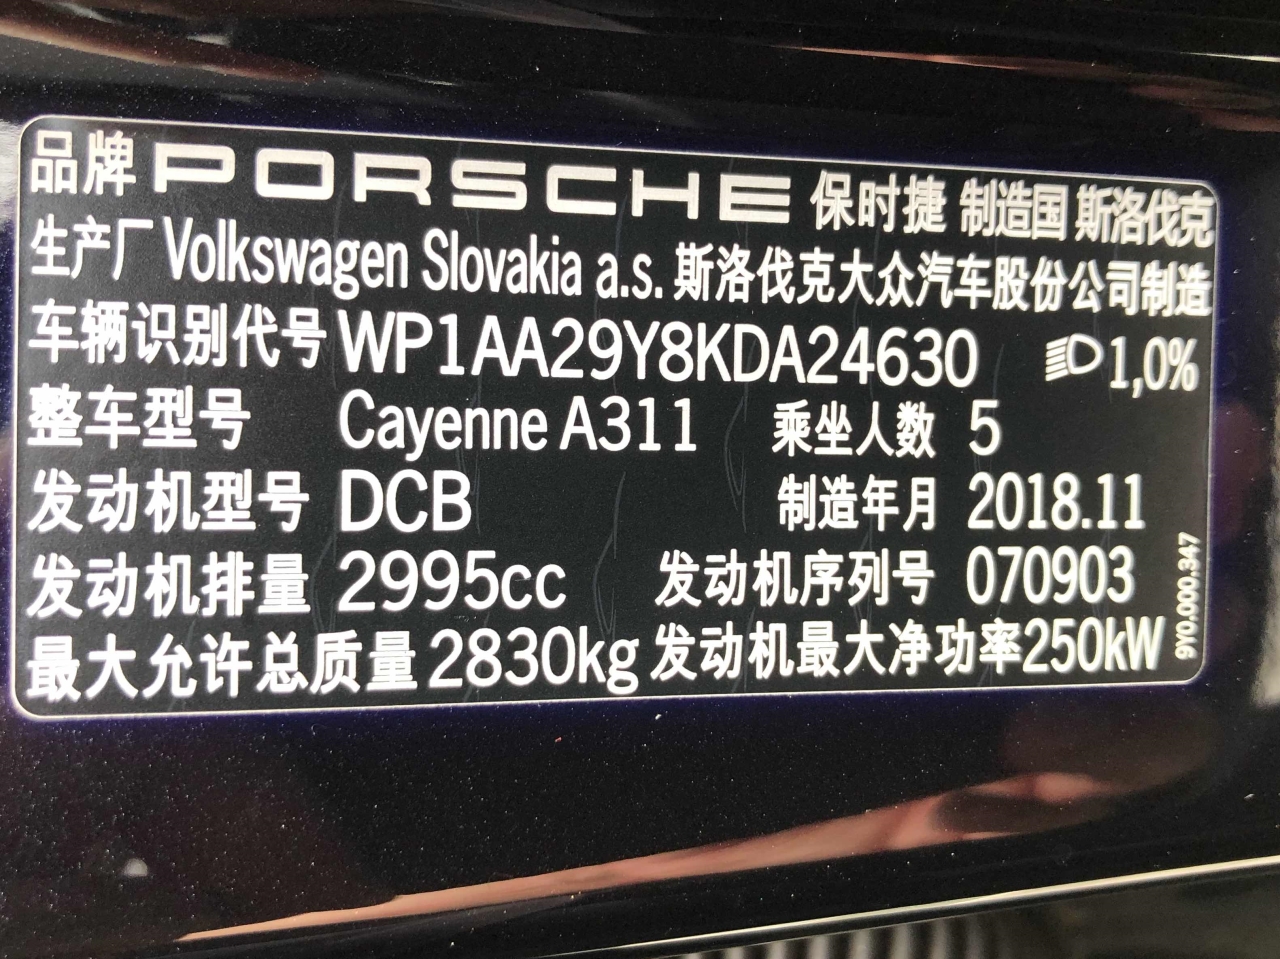 品牌 PORSCHE 保时捷 制造国 斯洛伐克
生产厂 Volkswagen Slovakia a.s. 斯洛伐克大众汽车股份公司制造
车辆识别代号 WP1AA29Y8KDA24630 1,0%
整车型号 Cayenne A311 乘坐人数 5
发动机型号 DCB 制造年月 2018.11
发动机排量 2995cc 发动机序列号 070903
最大允许总质量 2830kg 发动机最大净功率 250kW
9Y0.000.347